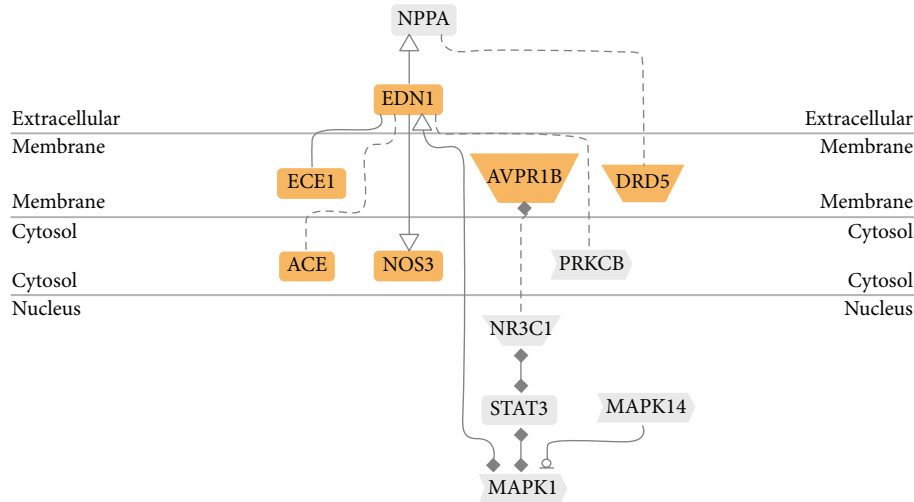 NPPA
EDN1
Extracellular Extracellular
Membrane Membrane
ECE1 AVPR1B DRD5
Membrane Membrane
Cytosol Cytosol
ACE NOS3 PRKCB
Cytosol Cytosol
Nucleus Nucleus
NR3C1
STAT3 MAPK14
MAPK1